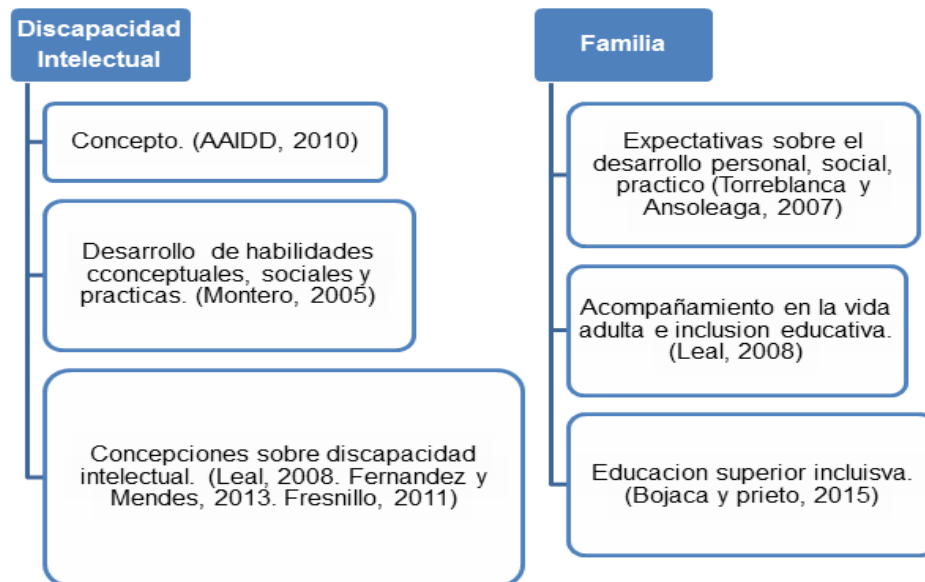 Discapacidad
Intelectual
Concepto. (AAIDD, 2010)
Desarrollo de habilidades
cconceptuales, sociales y
practicas. (Montero, 2005)
Concepciones sobre discapacidad
intelectual. (Leal, 2008. Fernandez y
Mendes, 2013. Fresnillo, 2011)
Familia
Expectativas sobre el
desarrollo personal, social,
practico (Torreblanca y
Ansoleaga, 2007)
Acompañamiento en la vida
adulta e inclusion educativa.
(Leal, 2008)
Educacion superior incluisva.
(Bojaca y prieto, 2015)